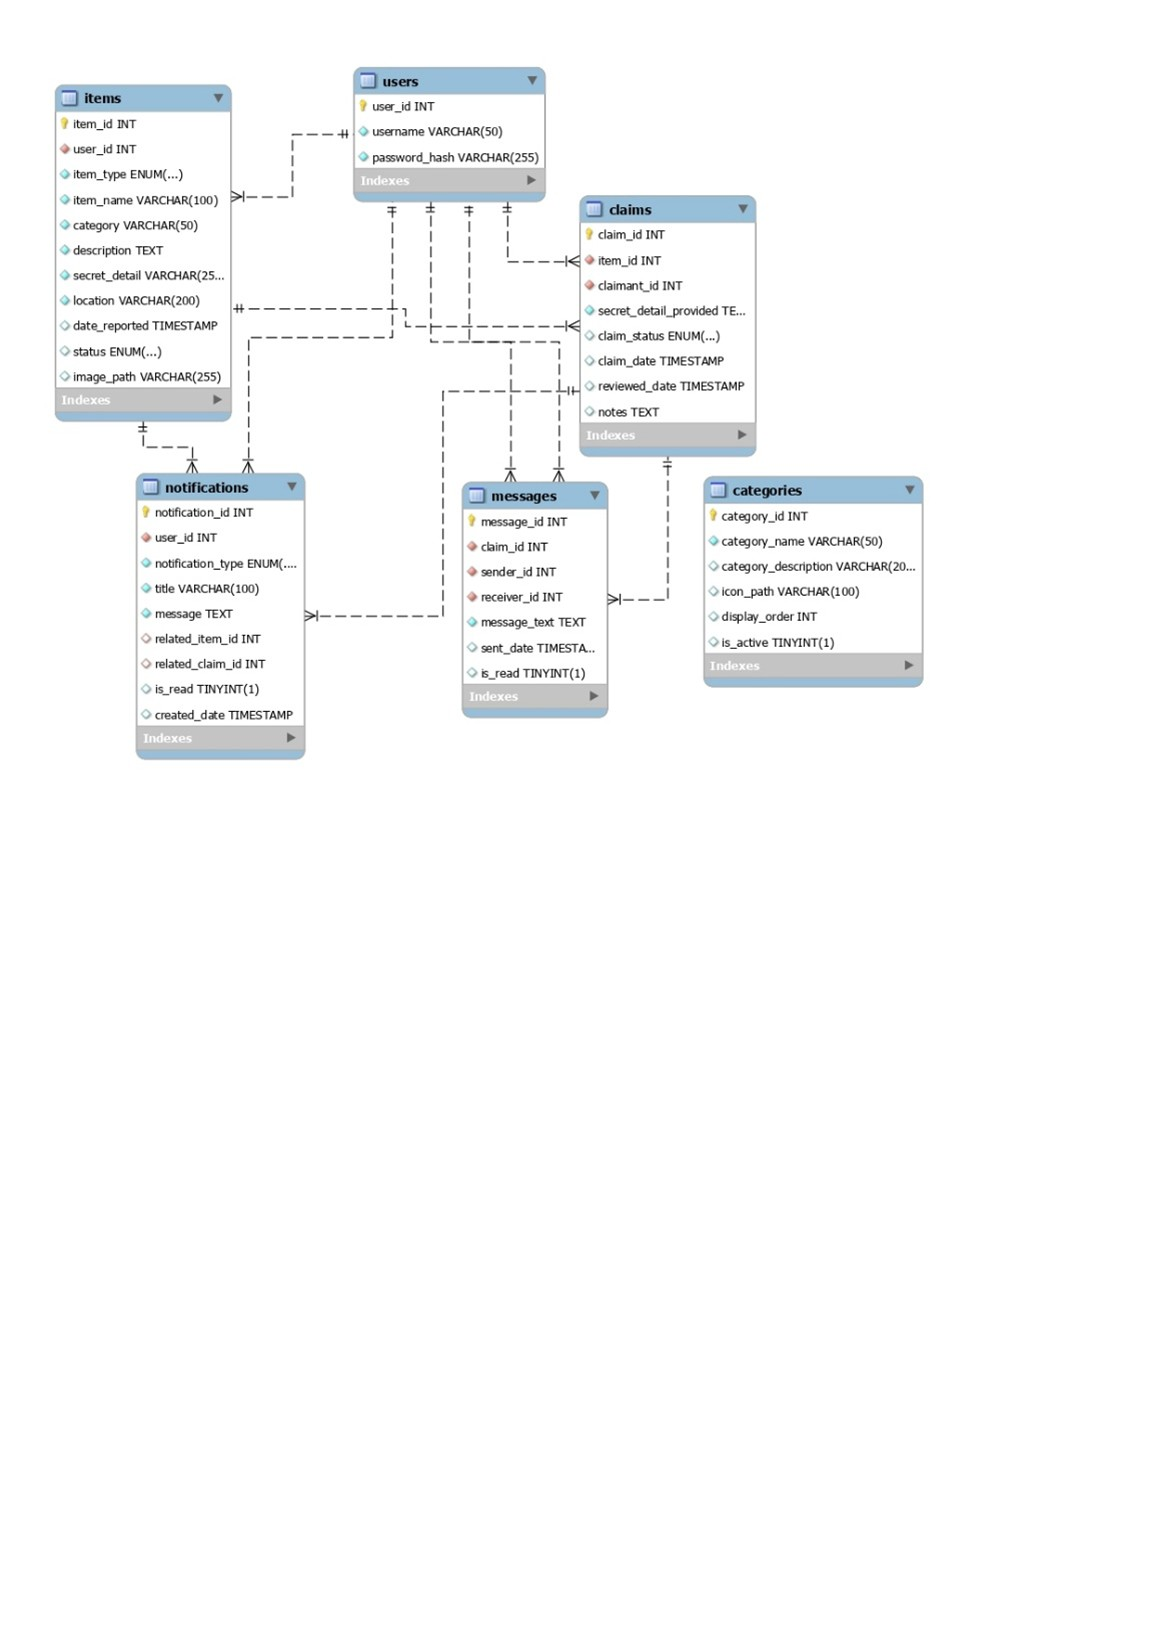 items
item_id INT
user_id INT
item_type ENUM(...)
item_name VARCHAR(100)
category VARCHAR(50)
description TEXT
secret_detail VARCHAR(25...
location VARCHAR(200)
date_reported TIMESTAMP
status ENUM(...)
image_path VARCHAR(255)
Indexes
users
user_id INT
username VARCHAR(50)
password_hash VARCHAR(255)
Indexes
claims
claim_id INT
item_id INT
claimant_id INT
secret_detail_provided TE...
claim_status ENUM(...)
claim_date TIMESTAMP
reviewed_date TIMESTAMP
notes TEXT
Indexes
notifications
notification_id INT
user_id INT
notification_type ENUM(....
title VARCHAR(100)
message TEXT
related_item_id INT
related_claim_id INT
is_read TINYINT(1)
created_date TIMESTAMP
Indexes
messages
message_id INT
claim_id INT
sender_id INT
receiver_id INT
message_text TEXT
sent_date TIMESTA...
is_read TINYINT(1)
Indexes
categories
category_id INT
category_name VARCHAR(50)
category_description VARCHAR(20...
icon_path VARCHAR(100)
display_order INT
is_active TINYINT(1)
Indexes